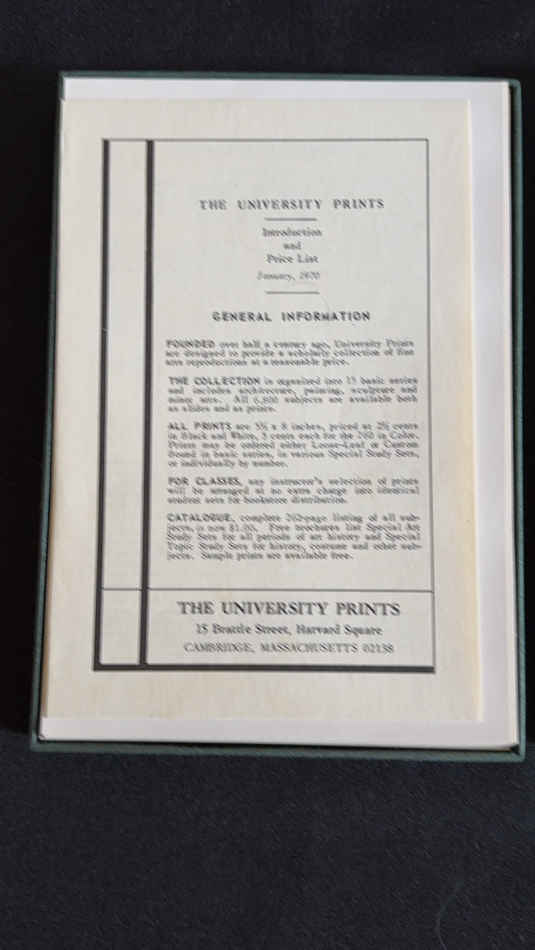 THE UNIVERSITY PRINTS
Introduction
and
Price List
January, 1970
GENERAL INFORMATION
FOUNDED over half a century ago, University Prints
are designed to provide a scholarly collection of fine
arts reproductions at a reasonable price.
THE COLLECTION is organized into 15 basic series
and includes architecture, painting, sculpture and
minor arts. All 6,800 subjects are available both
as slides and as prints.
ALL PRINTS are 5½ x 8 inches, priced at 2½ cents
in Black and White, 5 cents each for the 260 in Color.
Prints may be ordered either Loose-Leaf or Custom
Bound in basic series, in various Special Study Sets,
or individually by number.
FOR CLASSES, any instructor's selection of prints
will be arranged at no extra charge into identical
student sets for bookstore distribution.
CATALOGUE, complete 262-page listing of all sub-
jects, is now $1.00. Free brochures list Special Art
Study Sets for all periods of art history and Special
Topic Study Sets for history, costume and other sub-
jects. Sample prints are available free.
THE UNIVERSITY PRINTS
15 Brattle Street, Harvard Square
CAMBRIDGE, MASSACHUSETTS 02138